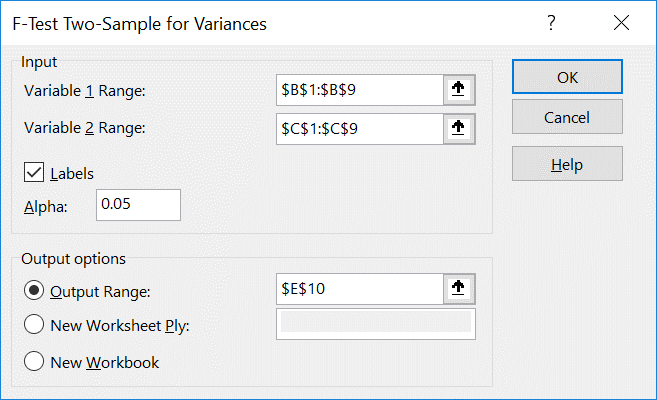 F-Test Two-Sample for Variances ?
Input
Variable 1 Range: $B$1:$B$9
Variable 2 Range: $C$1:$C$9
Labels
Alpha: 0.05
Output options
Output Range: $E$10
New Worksheet Ply:
New Workbook
OK
Cancel
Help